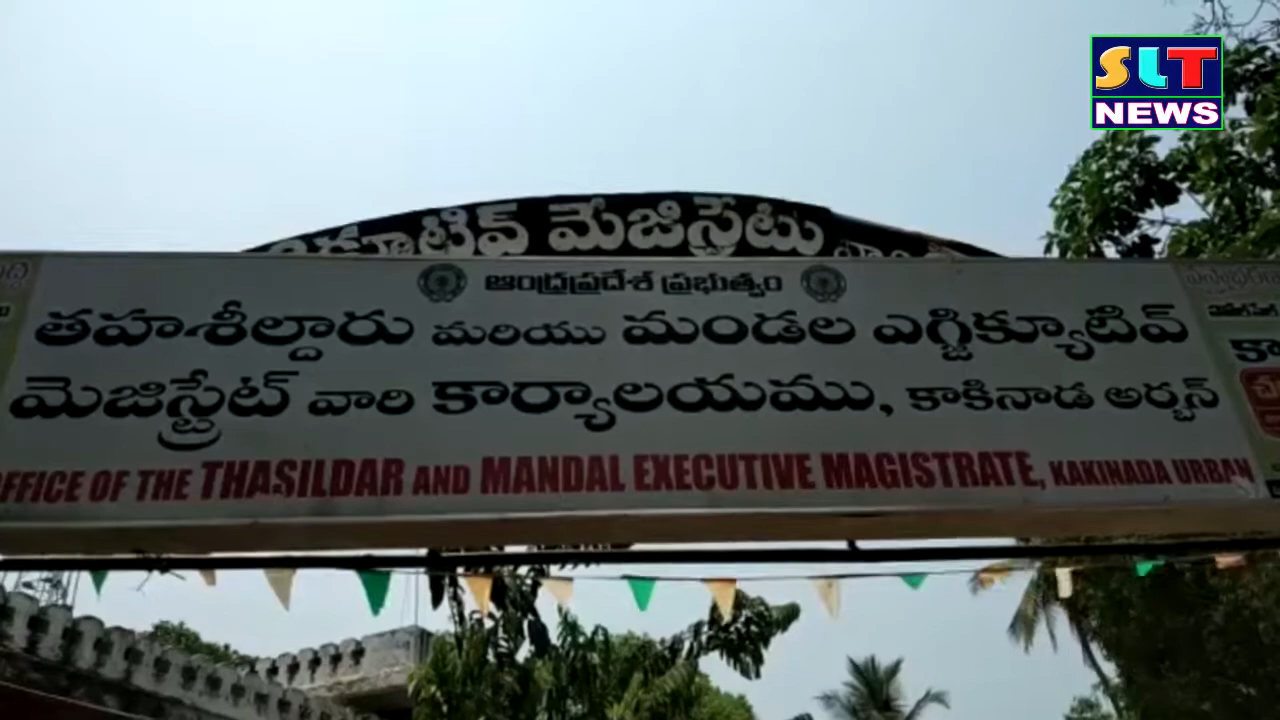 SLT
NEWS
మేజిస్ట్రేటు
ఆంధ్రప్రదేశ్ ప్రభుత్వం
తహశీల్దారు మరియు మండల ఎగ్జిక్యూటివ్
మెజిస్ట్రేట్ వారి కార్యాలయము, కాకినాడ అర్బన్
OFFICE OF THE THASILDAR AND MANDAL EXECUTIVE MAGISTRATE, KAKINADA URBAN